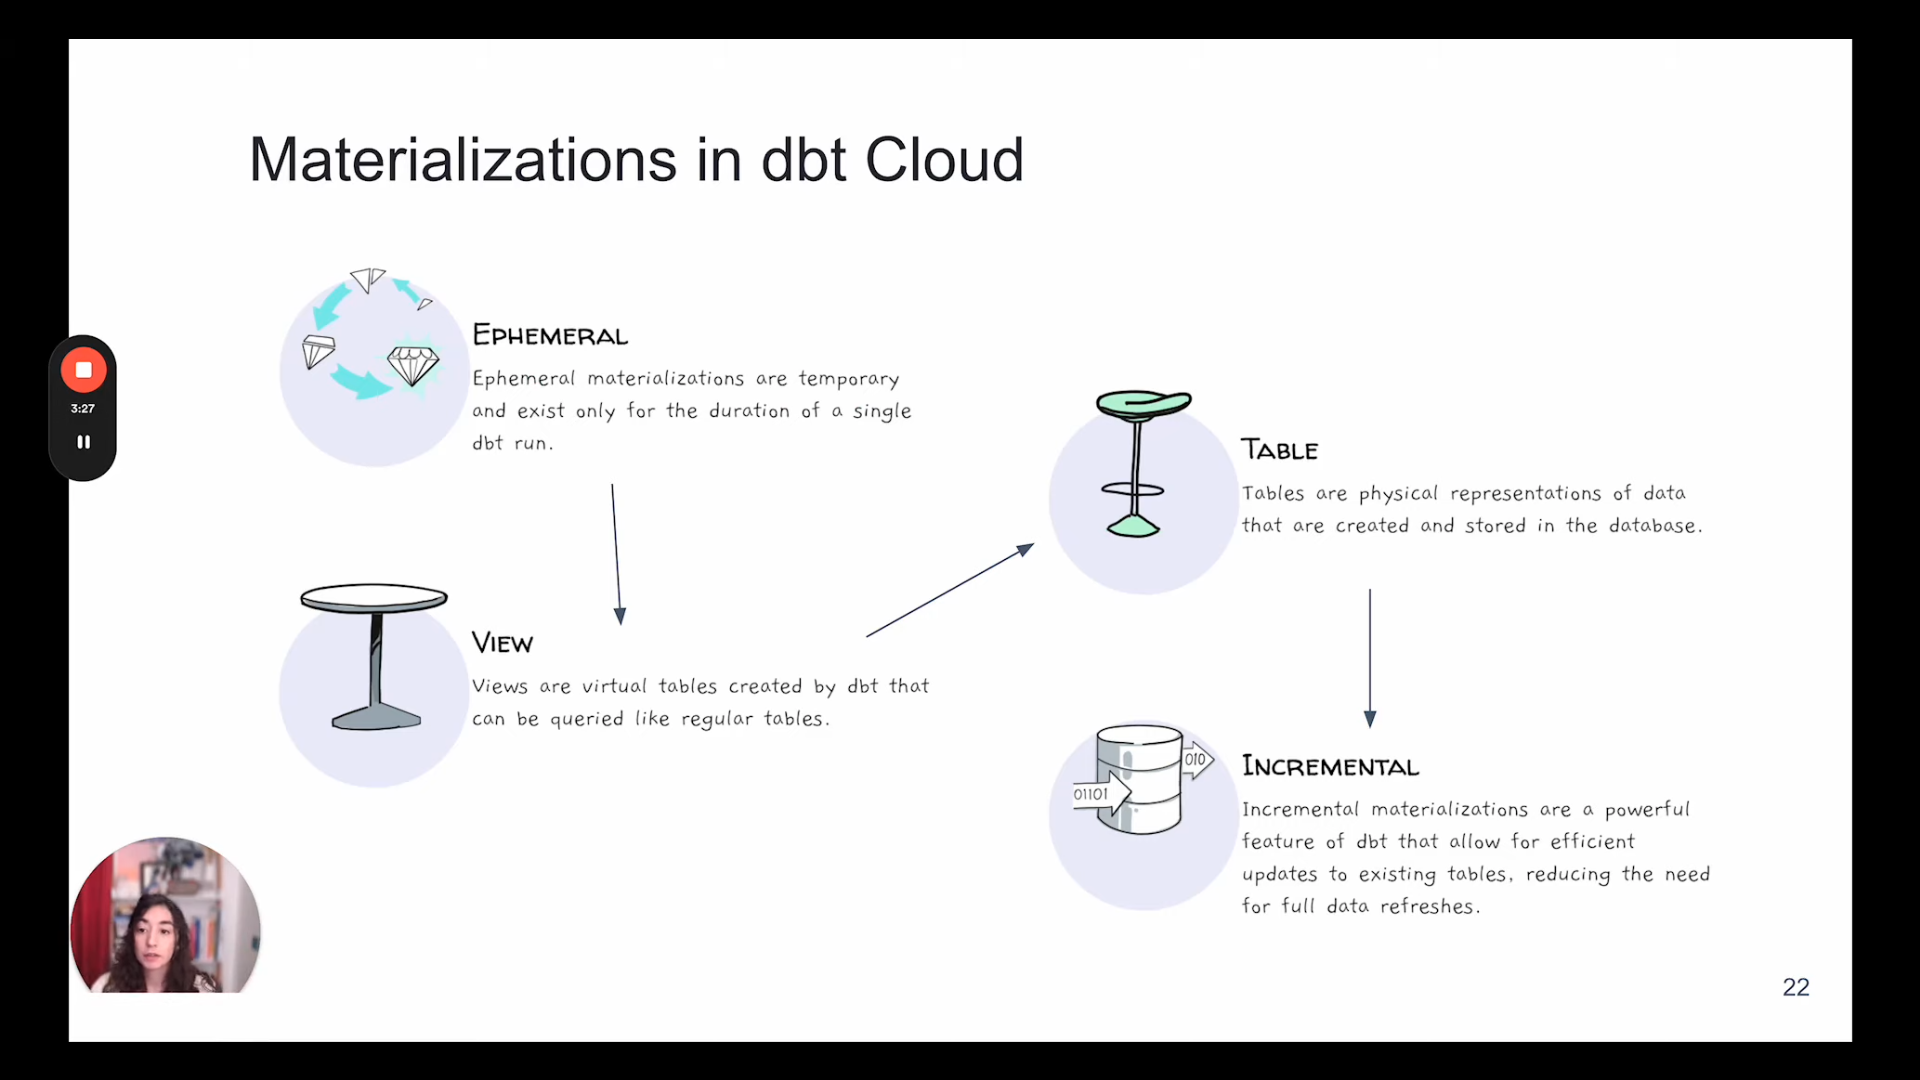 Materializations in dbt Cloud
EPHEMERAL
Ephemeral materializations are temporary
and exist only for the duration of a single
dbt run.
VIEW
Views are virtual tables created by dbt that
can be queried like regular tables.
TABLE
Tables are physical representations of data
that are created and stored in the database.
INCREMENTAL
Incremental materializations are a powerful
feature of dbt that allow for efficient
updates to existing tables, reducing the need
for full data refreshes.
01101
010
3:27
22